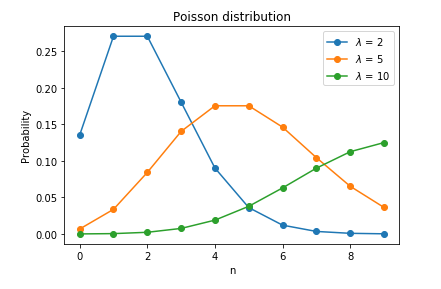 Poisson distribution
λ = 2
λ = 5
λ = 10
Probability
0.25
0.20
0.15
0.10
0.05
0.00
0 2 4 6 8
n